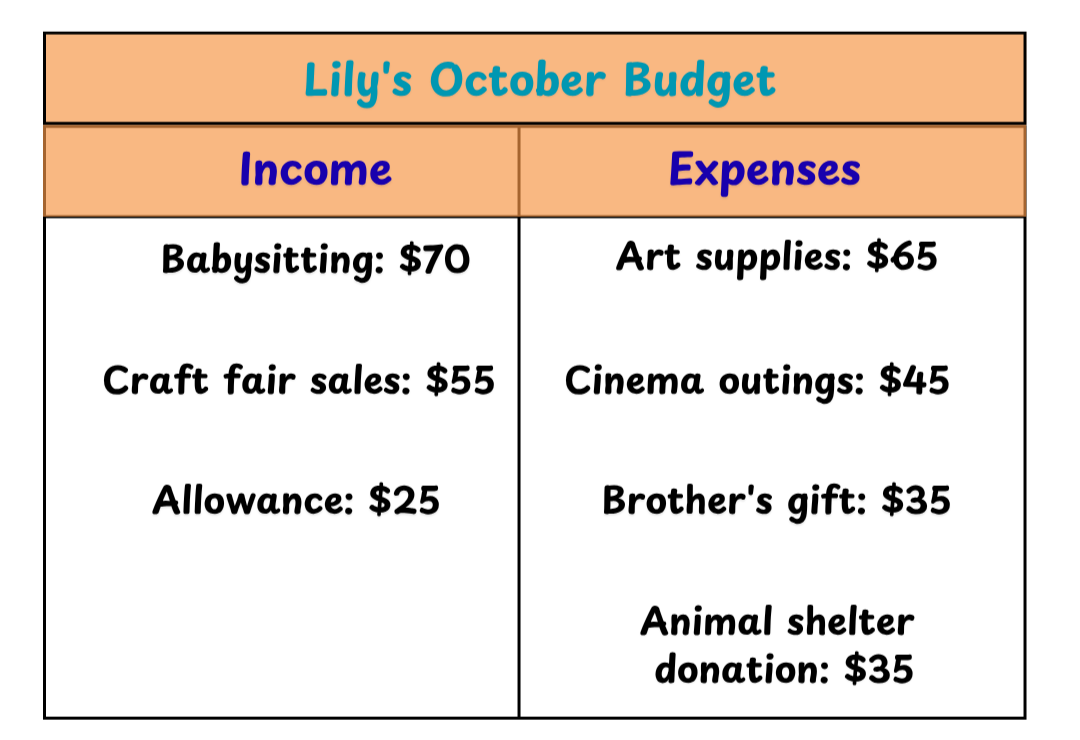 Lily's October Budget
Income
Expenses
Babysitting: $70
Art supplies: $65
Craft fair sales: $55
Cinema outings: $45
Allowance: $25
Brother's gift: $35
Animal shelter
donation: $35